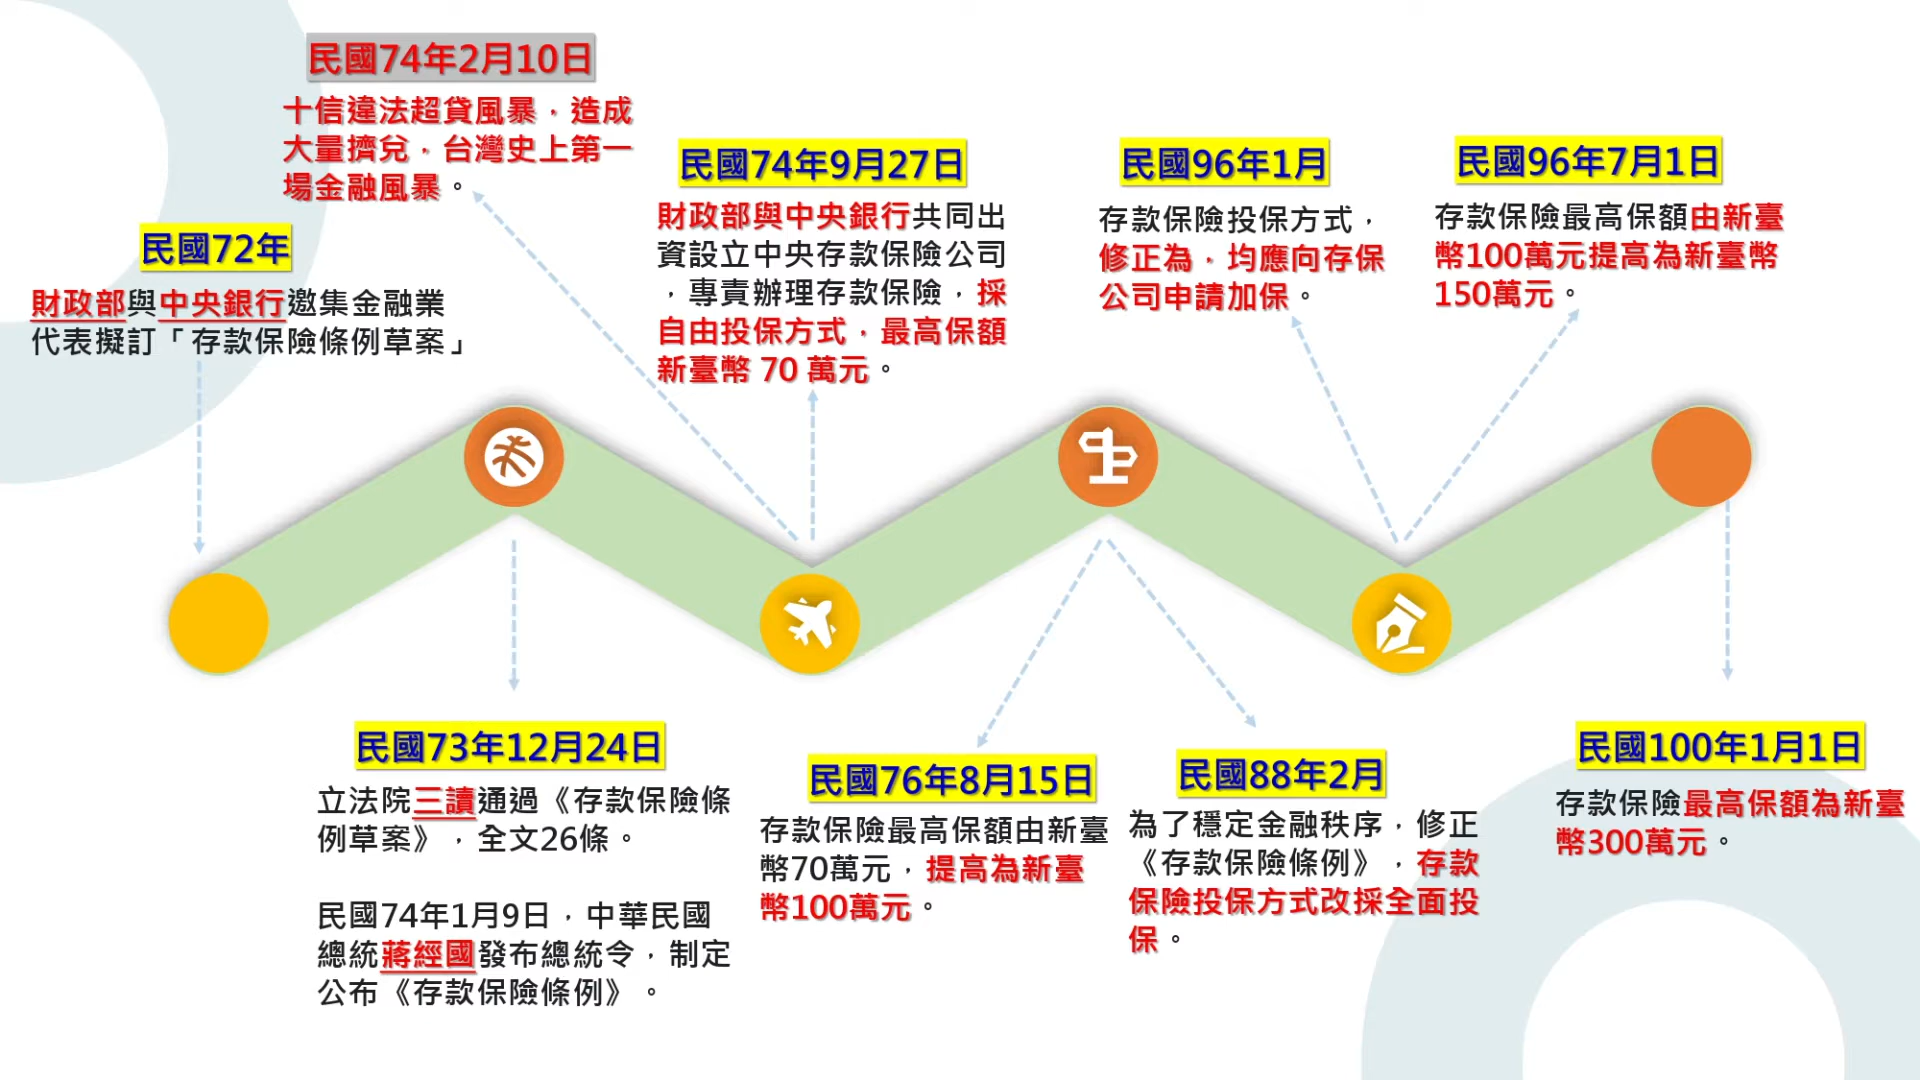 民國74年2月10日
十信違法超貸風暴，造成
大量擠兌，台灣史上第一
場金融風暴。
民國72年
財政部與中央銀行邀集金融業
代表擬訂「存款保險條例草案」
民國74年9月27日
財政部與中央銀行共同出
資設立中央存款保險公司
，專責辦理存款保險，採
自由投保方式，最高保額
新臺幣 70 萬元。
民國96年1月
存款保險投保方式，
修正為，均應向存保
公司申請加保。
民國96年7月1日
存款保險最高保額由新臺
幣100萬元提高為新臺幣
150萬元。
民國73年12月24日
立法院三讀通過《存款保險條
例草案》，全文26條。
民國74年1月9日，中華民國
總統蔣經國發布總統令，制定
公布《存款保險條例》。
民國76年8月15日
存款保險最高保額由新臺
幣70萬元，提高為新臺
幣100萬元。
民國88年2月
為了穩定金融秩序，修正
《存款保險條例》，存款
保險投保方式改採全面投
保。
民國100年1月1日
存款保險最高保額為新臺
幣300萬元。